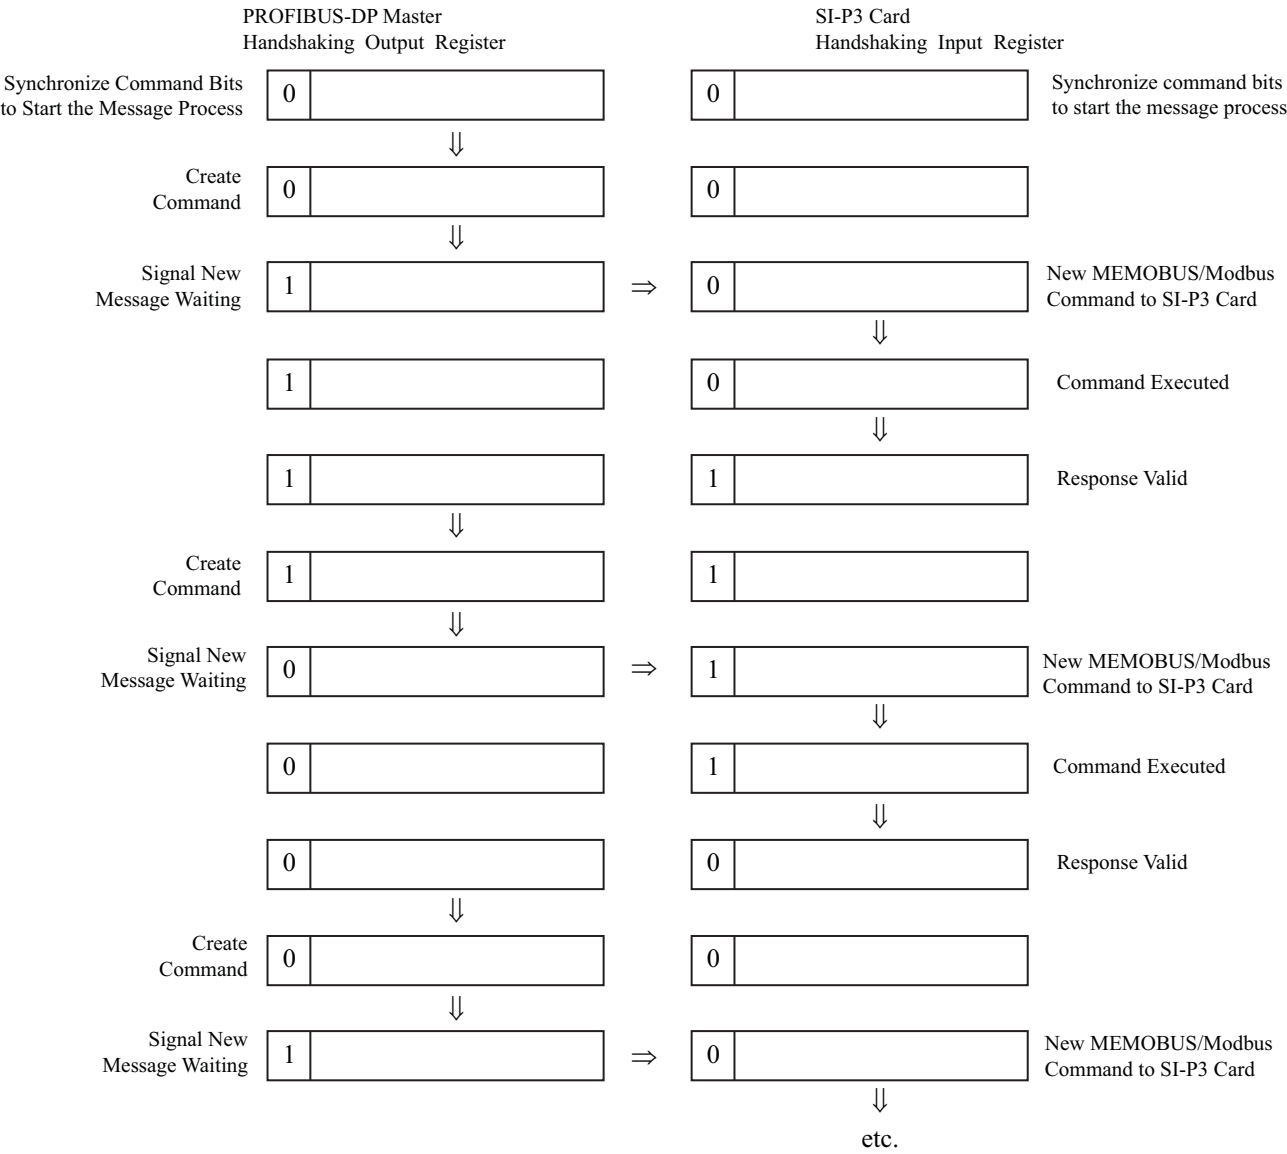 PROFIBUS-DP Master
Handshaking Output Register
SI-P3 Card
Handshaking Input Register
Synchronize Command Bits
to Start the Message Process
0
0
Synchronize command bits
to start the message process
⇓
Create
Command
0
0
⇓
Signal New
Message Waiting
1
⇒
0
New MEMOBUS/Modbus
Command to SI-P3 Card
⇓
1
0
Command Executed
⇓
1
1
Response Valid
⇓
Create
Command
1
1
⇓
Signal New
Message Waiting
0
⇒
1
New MEMOBUS/Modbus
Command to SI-P3 Card
⇓
0
1
Command Executed
⇓
0
0
Response Valid
⇓
Create
Command
0
0
⇓
Signal New
Message Waiting
1
⇒
0
New MEMOBUS/Modbus
Command to SI-P3 Card
⇓
etc.